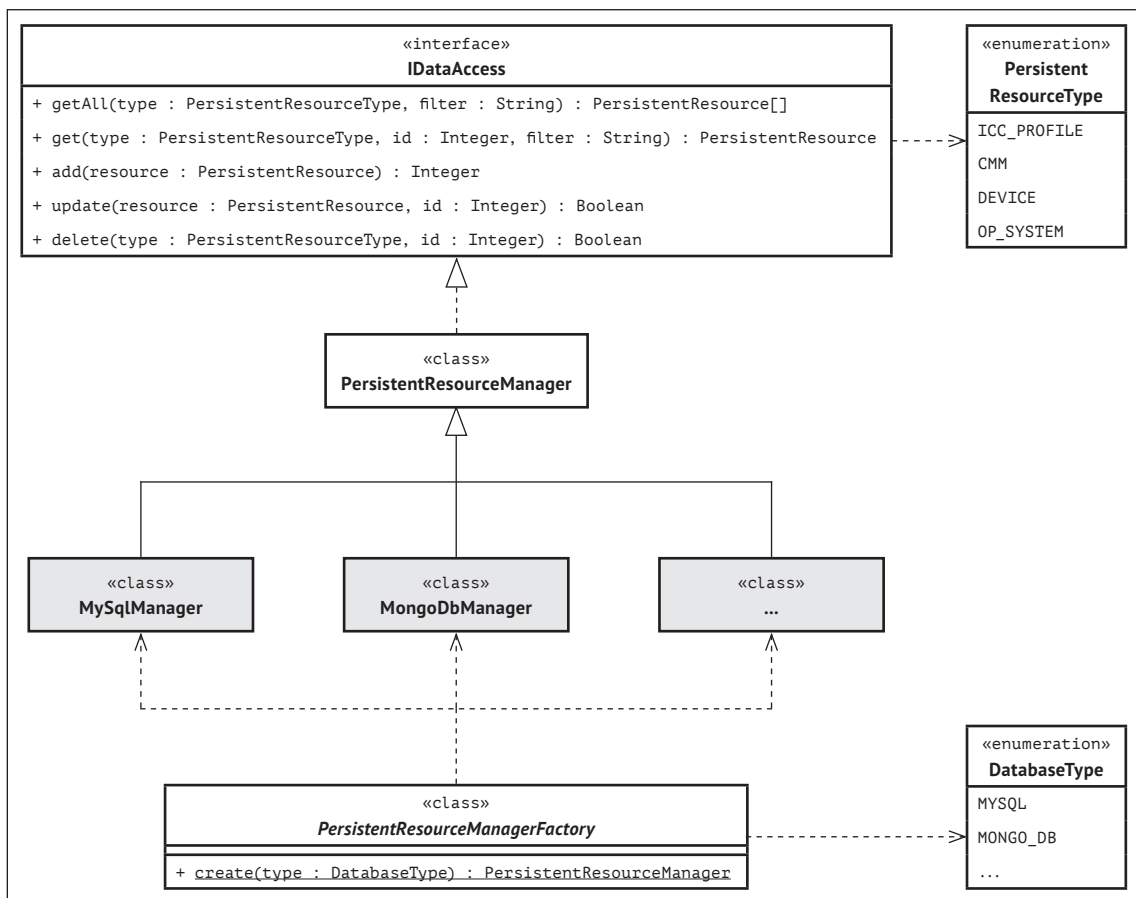 «interface»
IDataAccess
+ getAll(type : PersistentResourceType, filter : String) : PersistentResource[]
+ get(type : PersistentResourceType, id : Integer, filter : String) : PersistentResource
+ add(resource : PersistentResource) : Integer
+ update(resource : PersistentResource, id : Integer) : Boolean
+ delete(type : PersistentResourceType, id : Integer) : Boolean
«enumeration»
Persistent
ResourceType
ICC_PROFILE
CMM
DEVICE
OP_SYSTEM
«class»
PersistentResourceManager
«class»
MySqlManager
«class»
MongoDbManager
«class»
...
«class»
PersistentResourceManagerFactory
+ create(type : DatabaseType) : PersistentResourceManager
«enumeration»
DatabaseType
MYSQL
MONGO_DB
...